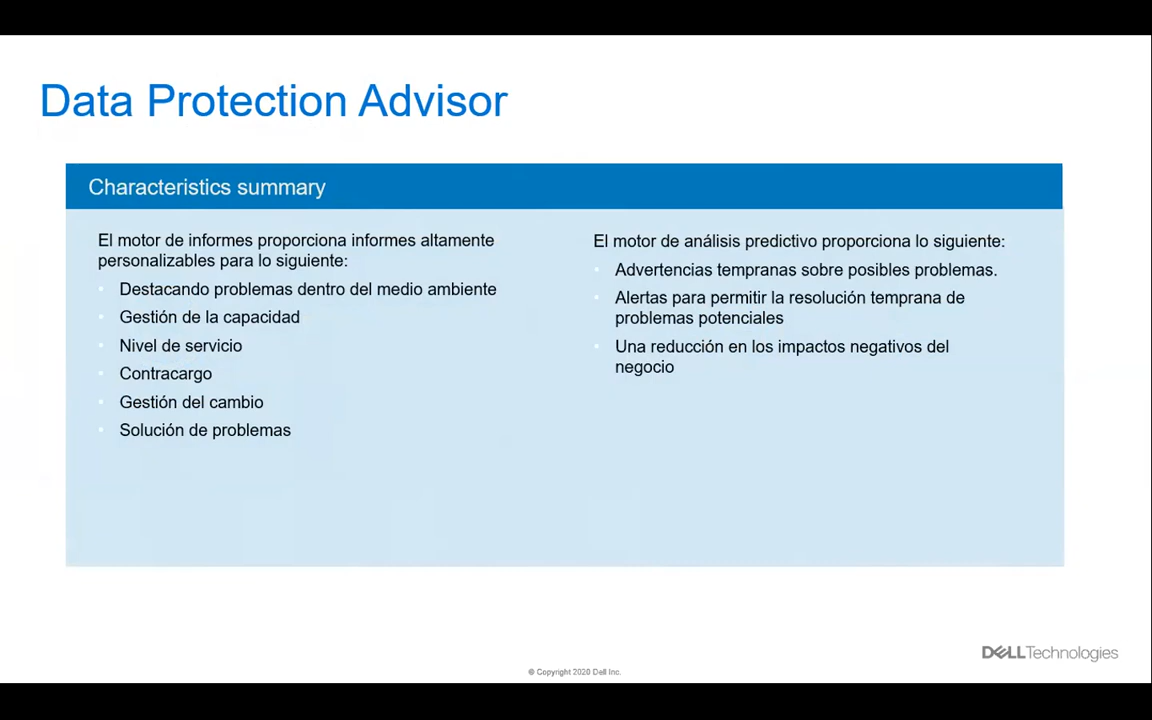 Data Protection Advisor
Characteristics summary
El motor de informes proporciona informes altamente
personalizables para lo siguiente:
Destacando problemas dentro del medio ambiente
Gestión de la capacidad
Nivel de servicio
Contracargo
Gestión del cambio
Solución de problemas
El motor de análisis predictivo proporciona lo siguiente:
Advertencias tempranas sobre posibles problemas.
Alertas para permitir la resolución temprana de
problemas potenciales
Una reducción en los impactos negativos del
negocio
DELLTechnologies
© Copyright 2020 Dell Inc.